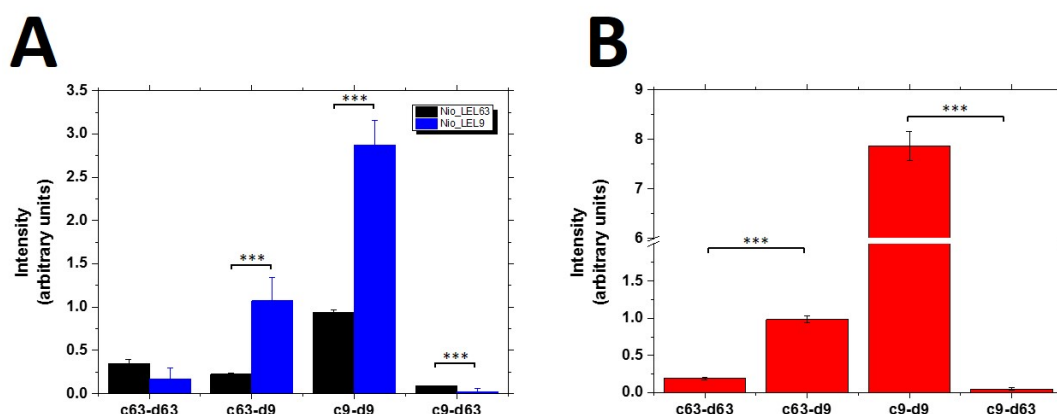 A
B
Intensity
(arbitrary units)
3.5
3.0
2.5
2.0
1.5
1.0
0.5
0.0
***
***
***
Nio_LEL63
Nio_LEL9
c63-d63
c63-d9
c9-d9
c9-d63
Intensity
(arbitrary units)
9
8
7
6
1.5
1.0
0.5
0.0
***
***
c63-d63
c63-d9
c9-d9
c9-d63